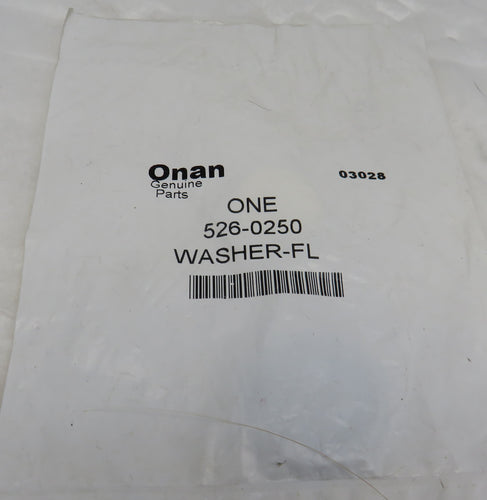 Onan 03028
Genuine
Parts
ONE
526-0250
WASHER-FL